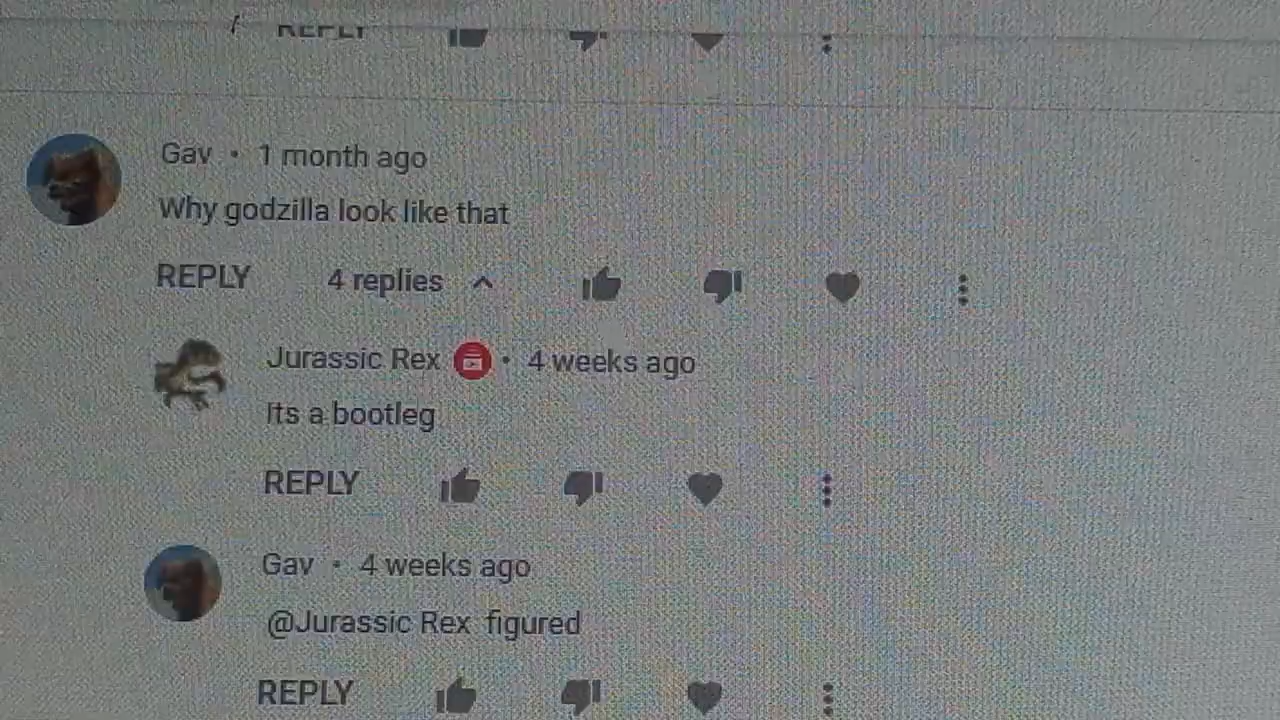 REPLY
Gav • 1 month ago
Why godzilla look like that
REPLY 4 replies
Jurassic Rex • 4 weeks ago
Its a bootleg
REPLY
Gav • 4 weeks ago
@Jurassic Rex figured
REPLY